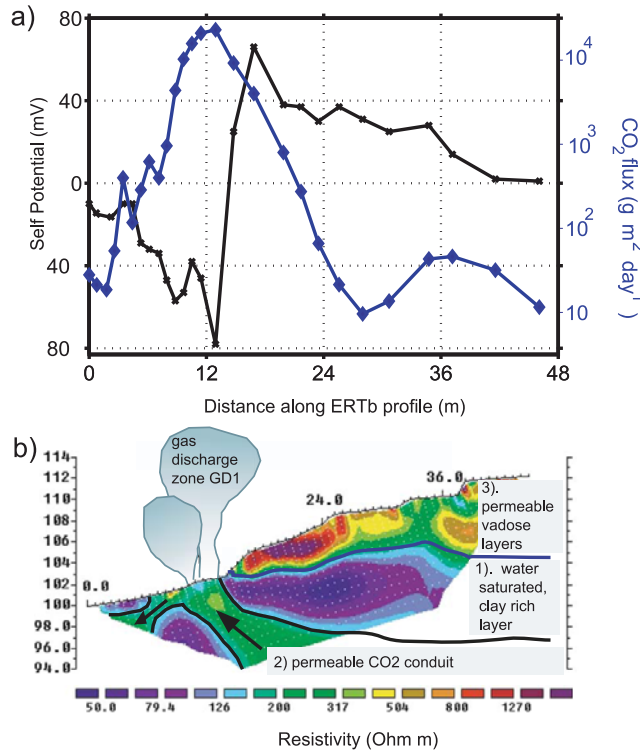 a)
80
40
0
40
80
Self Potential (mV)
10⁴
10³
10²
10
CO₂ flux (g m² day⁻¹)
0
12
24
36
48
Distance along ERTb profile (m)
b)
gas
discharge
zone GD1
114
112
110
108
106
104
102
100
98.0
96.0
94.0
0.0
24.0
36.0
3).
permeable
vadose
layers
1). water
saturated,
clay rich
layer
2) permeable CO2 conduit
50.0 79.4 126 200 317 504 800 1270
Resistivity (Ohm m)